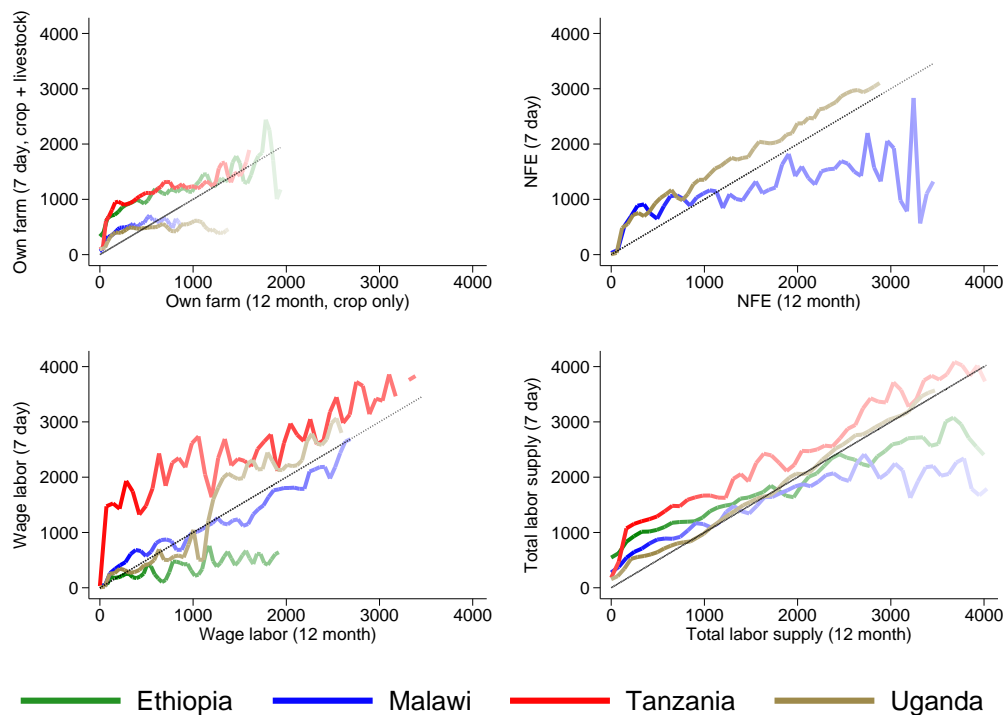 Own farm (7 day, crop + livestock)
4000
3000
2000
1000
0
0 1000 2000 3000 4000
Own farm (12 month, crop only)
NFE (7 day)
4000
3000
2000
1000
0
0 1000 2000 3000 4000
NFE (12 month)
Wage labor (7 day)
4000
3000
2000
1000
0
0 1000 2000 3000 4000
Wage labor (12 month)
Total labor supply (7 day)
4000
3000
2000
1000
0
0 1000 2000 3000 4000
Total labor supply (12 month)
Ethiopia Malawi Tanzania Uganda